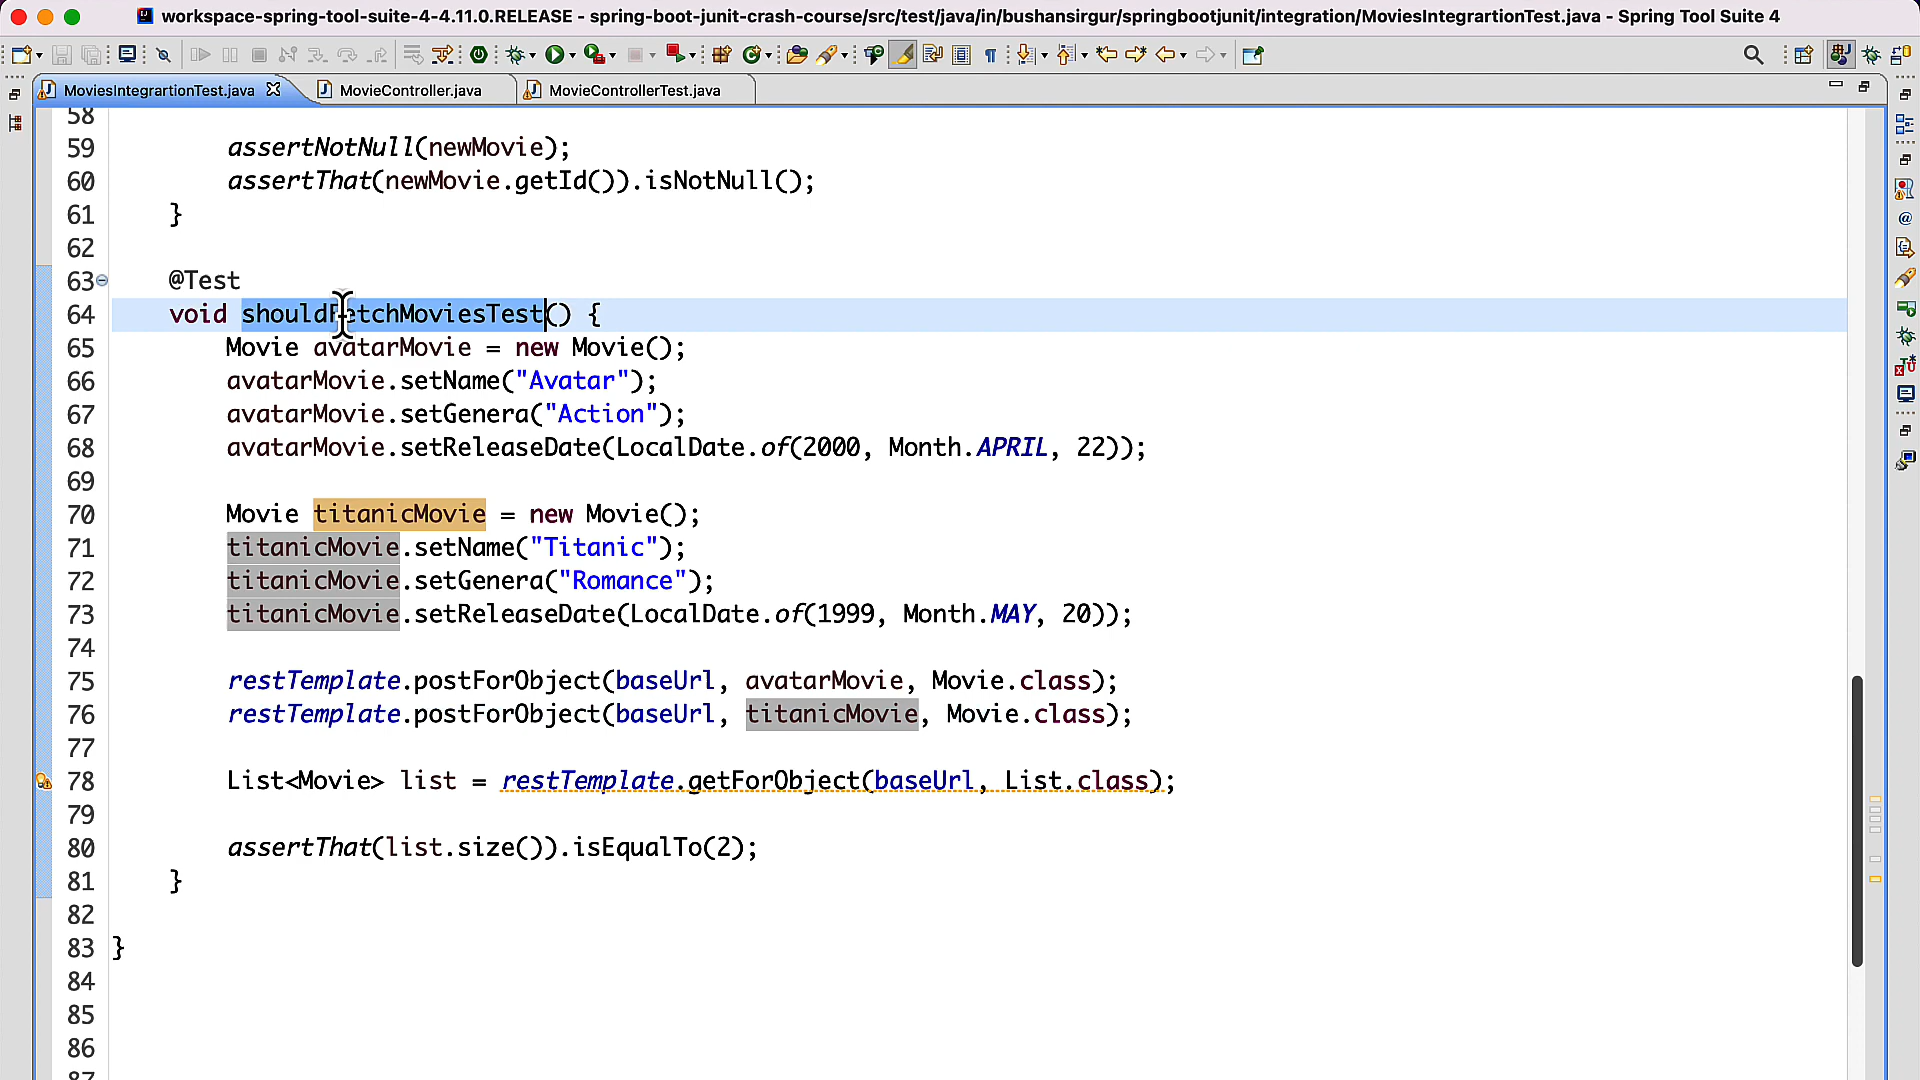 workspace-spring-tool-suite-4-4.11.0.RELEASE - spring-boot-junit-crash-course/src/test/java/in/bushansirgur/springbootjunit/integration/MoviesIntegrartionTest.java - Spring Tool Suite 4
MoviesIntegrartionTest.java
MovieController.java
MovieControllerTest.java
58
59 assertNotNull(newMovie);
60 assertThat(newMovie.getId()).isNotNull();
61 }
62
63 @Test
64 void shouldFetchMoviesTest() {
65 Movie avatarMovie = new Movie();
66 avatarMovie.setName("Avatar");
67 avatarMovie.setGenera("Action");
68 avatarMovie.setReleaseDate(LocalDate.of(2000, Month.APRIL, 22));
69
70 Movie titanicMovie = new Movie();
71 titanicMovie.setName("Titanic");
72 titanicMovie.setGenera("Romance");
73 titanicMovie.setReleaseDate(LocalDate.of(1999, Month.MAY, 20));
74
75 restTemplate.postForObject(baseUrl, avatarMovie, Movie.class);
76 restTemplate.postForObject(baseUrl, titanicMovie, Movie.class);
77
78 List<Movie> list = restTemplate.getForObject(baseUrl, List.class);
79
80 assertThat(list.size()).isEqualTo(2);
81 }
82
83 }
84
85
86
87